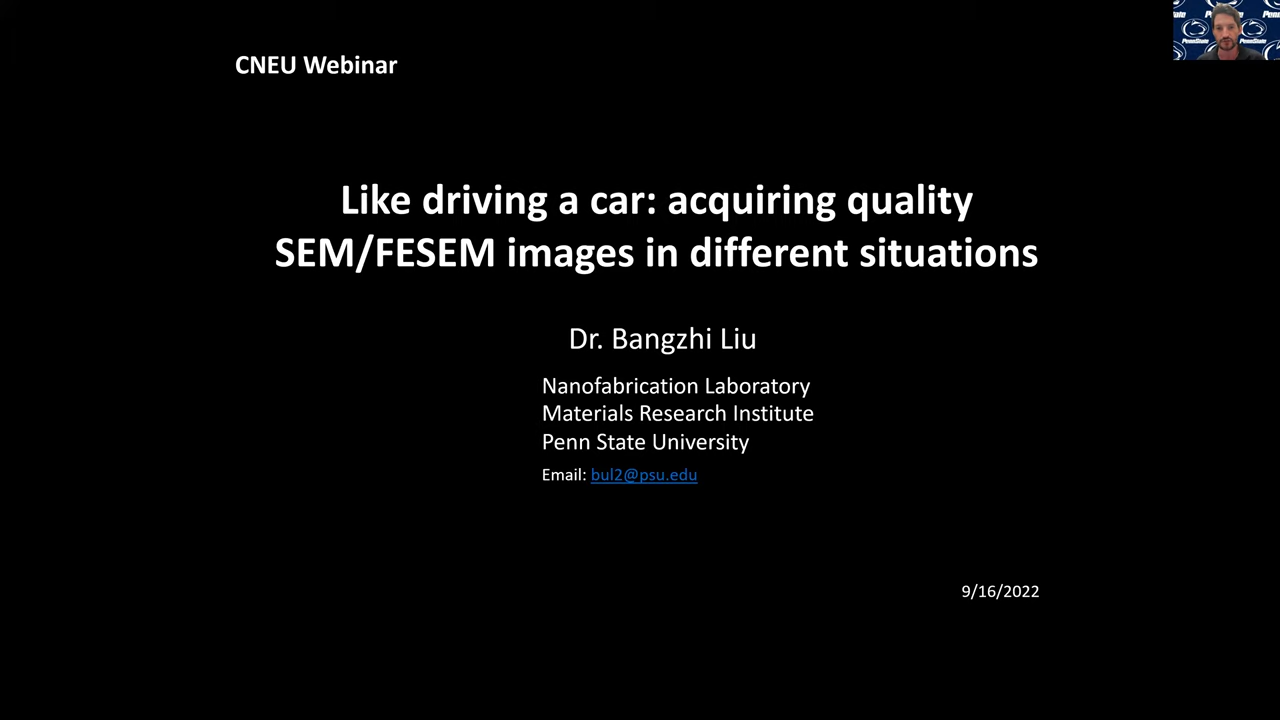 CNEU Webinar
Like driving a car: acquiring quality
SEM/FESEM images in different situations
Dr. Bangzhi Liu
Nanofabrication Laboratory
Materials Research Institute
Penn State University
Email: bul2@psu.edu
9/16/2022
PennState